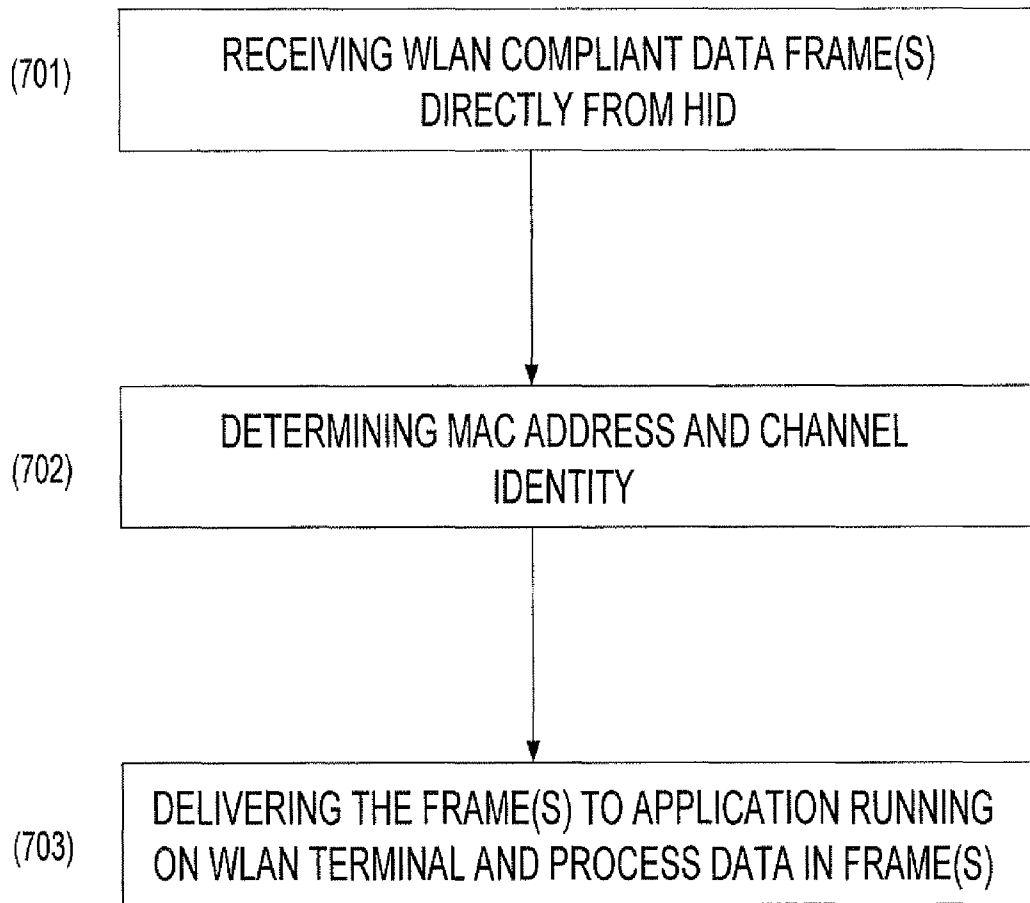 (701)
RECEIVING WLAN COMPLIANT DATA FRAME(S)
DIRECTLY FROM HID
(702)
DETERMINING MAC ADDRESS AND CHANNEL
IDENTITY
(703)
DELIVERING THE FRAME(S) TO APPLICATION RUNNING
ON WLAN TERMINAL AND PROCESS DATA IN FRAME(S)